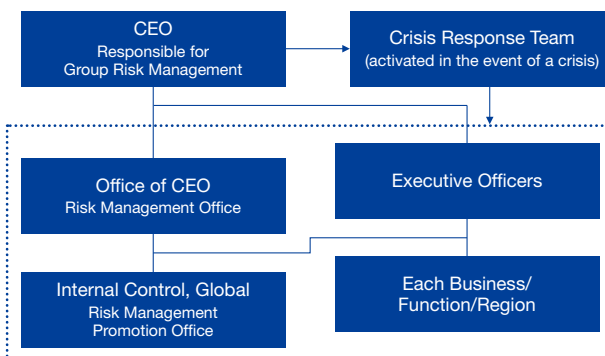 CEO
Responsible for
Group Risk Management
Crisis Response Team
(activated in the event of a crisis)
Office of CEO
Risk Management Office
Executive Officers
Internal Control, Global
Risk Management
Promotion Office
Each Business/
Function/Region